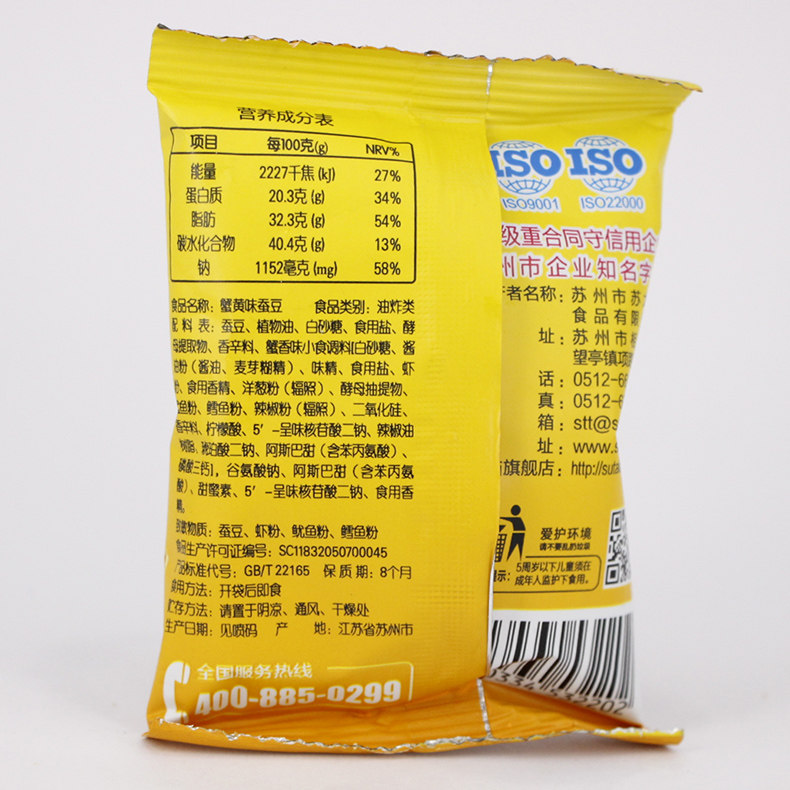 营养成分表
项目 每100克(g) NRV%
能量 2227千焦(kJ) 27%
蛋白质 20.3克(g) 34%
脂肪 32.3克(g) 54%
碳水化合物 40.4克(g) 13%
钠 1152毫克(mg) 58%
食品名称: 蟹黄味蚕豆 食品类别: 油炸类
配料表: 蚕豆、植物油、白砂糖、食用盐、酵
母提取物、香辛料、蟹香味小食调料[白砂糖、酱
油粉(酱油、麦芽糊精)、味精、食用盐、虾
粉、食用香精、洋葱粉(辐照)、酵母抽提物、
鱼粉、鳕鱼粉、辣椒粉(辐照)、二氧化硅、
香辛料、柠檬酸、5′-呈味核苷酸二钠、辣椒油
树脂、琥珀酸二钠、阿斯巴甜(含苯丙氨酸)、
磷酸三钙]、谷氨酸钠、阿斯巴甜(含苯丙氨
酸)、甜蜜素、5′-呈味核苷酸二钠、食用香
精。
致敏物质: 蚕豆、虾粉、鱿鱼粉、鳕鱼粉
食品生产许可证编号: SC11832050700045
产品标准代号: GB/T 22165 保质期: 8个月
食用方法: 开袋后即食
贮存方法: 请置于阴凉、通风、干燥处
生产日期: 见喷码 产地: 江苏省苏州市
全国服务热线
400-885-0299
ISO ISO
ISO9001 ISO22000
级重合同守信用企
州市企业知名字
者名称: 苏州市苏
食品有限
址: 苏州市相
望亭镇项路
话: 0512-6
真: 0512-6
箱: stt@s
址: www.s
旗舰店: http://suta
爱护环境
请不要乱扔垃圾
示: 5周岁以下儿童须在
成年人监护下食用。